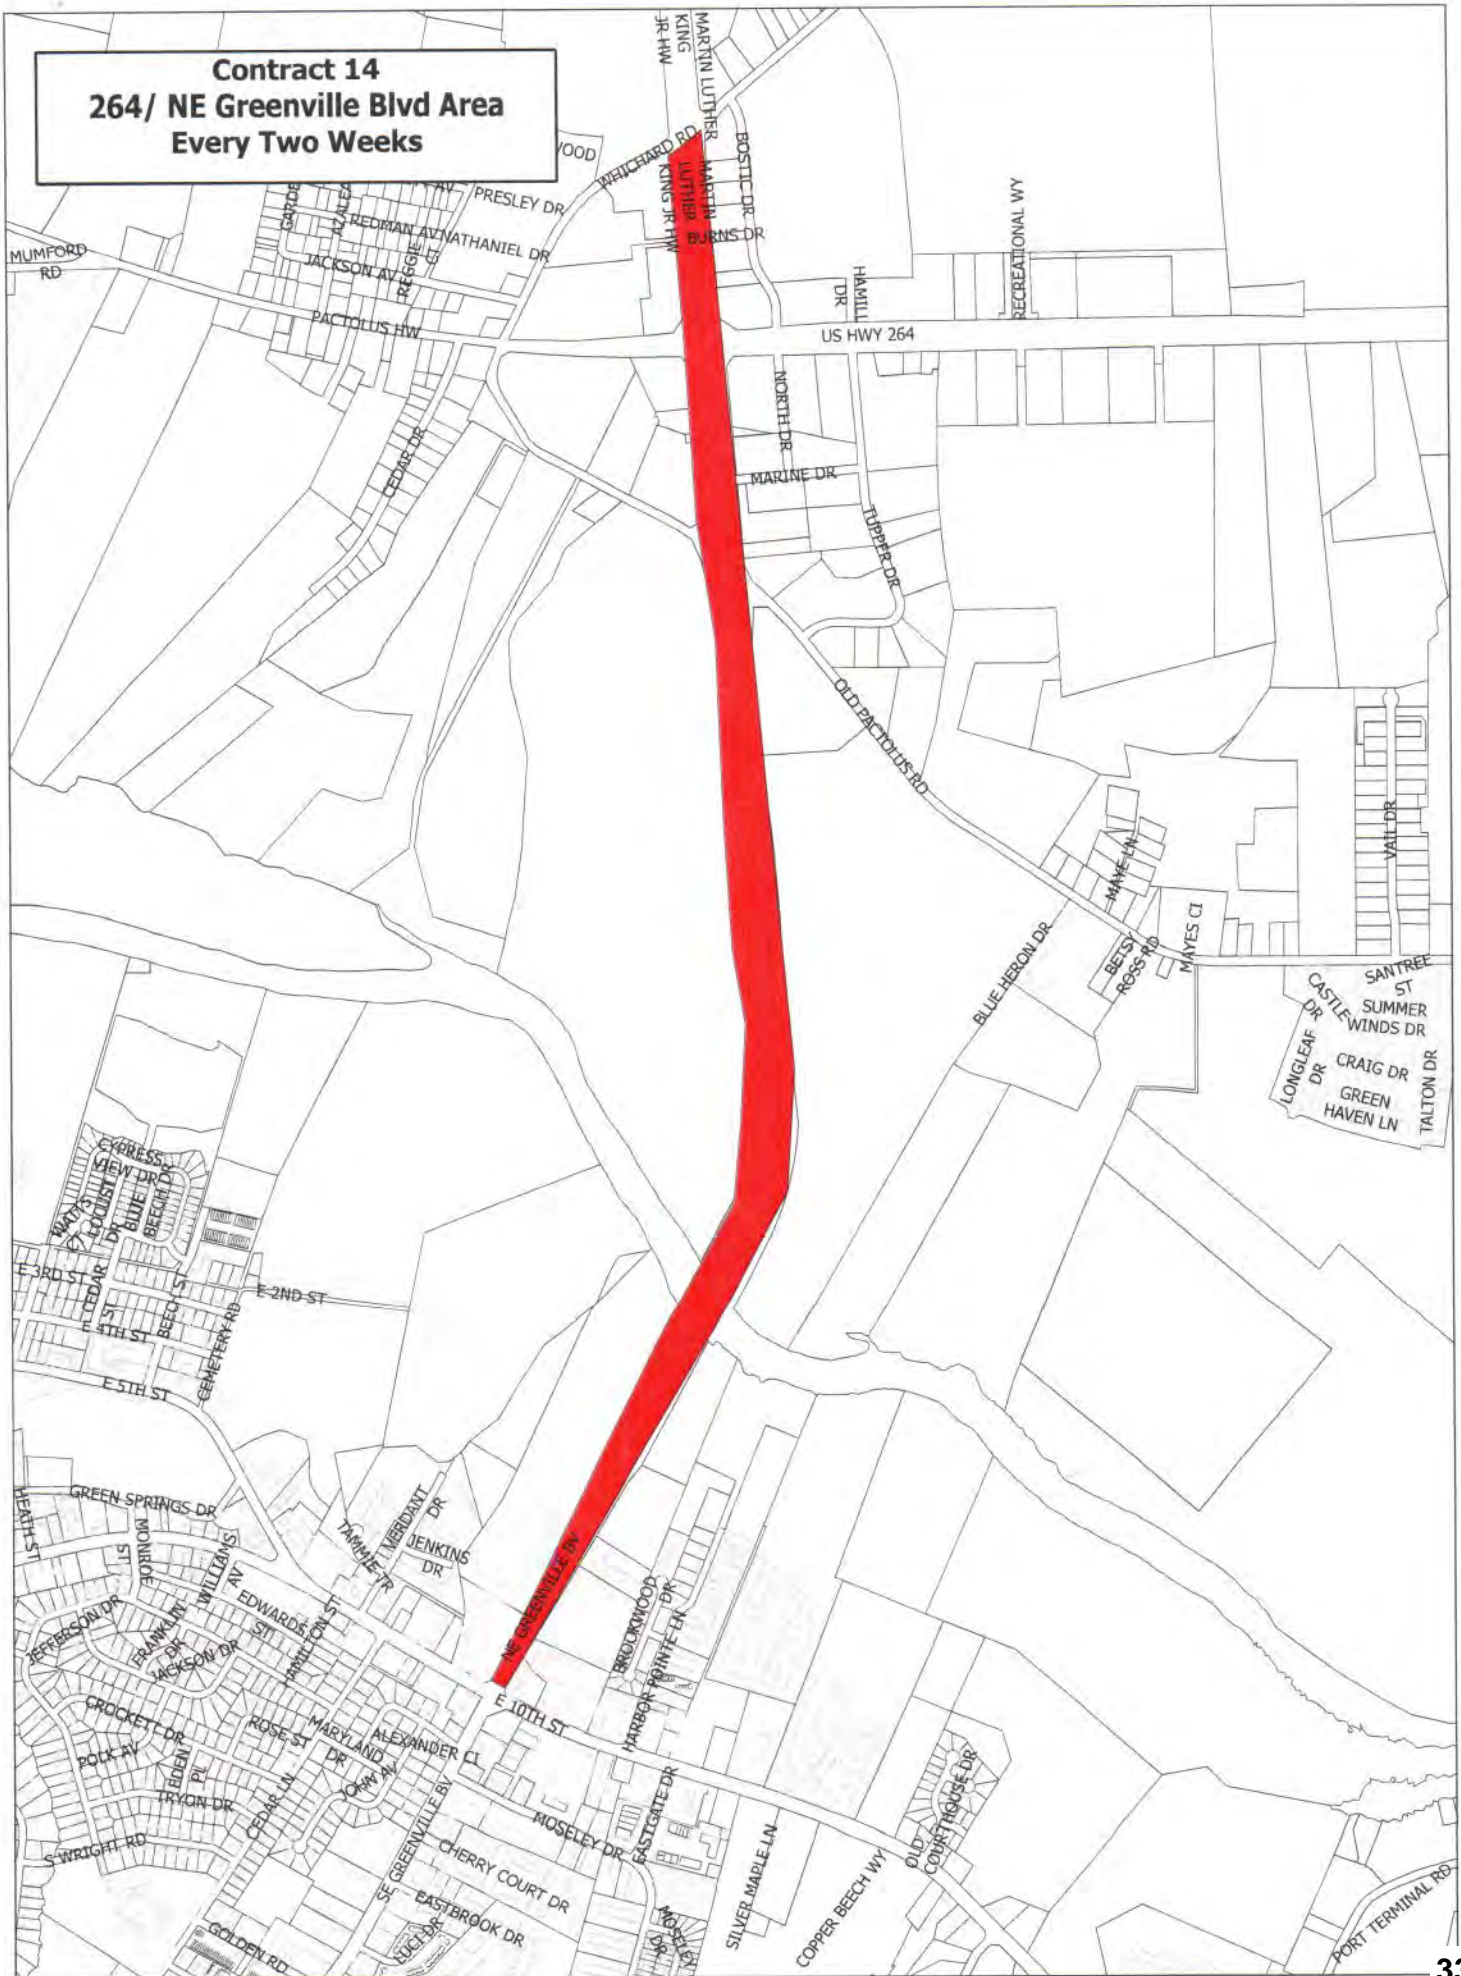 Contract 14
264/ NE Greenville Blvd Area
Every Two Weeks
MARTIN LUTHER
KING
JR HW
WHICHARD RD
BOSTIC DR
MARTIN
LUTHER
KING JR HW
BURNS DR
PRESLEY DR
REDMAN AV
NATHANIEL DR
JACKSON AV
REGGIE
CI
MUMFORD
RD
PACTOLUS HW
HAMILL
DR
RECREATIONAL WY
US HWY 264
CEDAR DR
NORTH DR
MARINE DR
TUPPER DR
OLD PACTOLUS RD
VAIL DR
MAYE LN
BLUE HERON DR
BETSY
ROSS RD
MAYES CI
SANTREE
ST
CASTLE
DR
SUMMER
WINDS DR
LONGLEAF
DR
CRAIG DR
GREEN
HAVEN LN
TALTON DR
CYPRESS
VIEW DR
WATTS
CT
LOCUST
DR
BLUE
BEECH DR
E 3RD ST
CEDAR
ST
E 2ND ST
E 4TH ST
BEECH ST
CEMETERY RD
E 5TH ST
GREEN SPRINGS DR
HEATH ST
MONROE
ST
WILLIAMS
AV
TAMMIE TR
VERDANT
DR
JENKINS
DR
NE GREENVILLE BV
JEFFERSON DR
FRANKLIN
DR
EDWARDS
ST
HAMILTON ST
JACKSON DR
BROOKWOOD
DR
HARBOR POINTE LN
E 10TH ST
CROCKETT DR
ROSE ST
MARYLAND
DR
ALEXANDER CI
POLK AV
EDEN
PL
JOHN AV
TRYON DR
CEDAR LN
SE GREENVILLE BV
MOSELEY DR
EASTGATE DR
OLD
COURTHOUSE DR
S WRIGHT RD
CHERRY COURT DR
SILVER MAPLE LN
COPPER BEECH WY
EASTBROOK DR
LUCI DR
MOSELEY
DR
GOLDEN RD
PORT TERMINAL RD